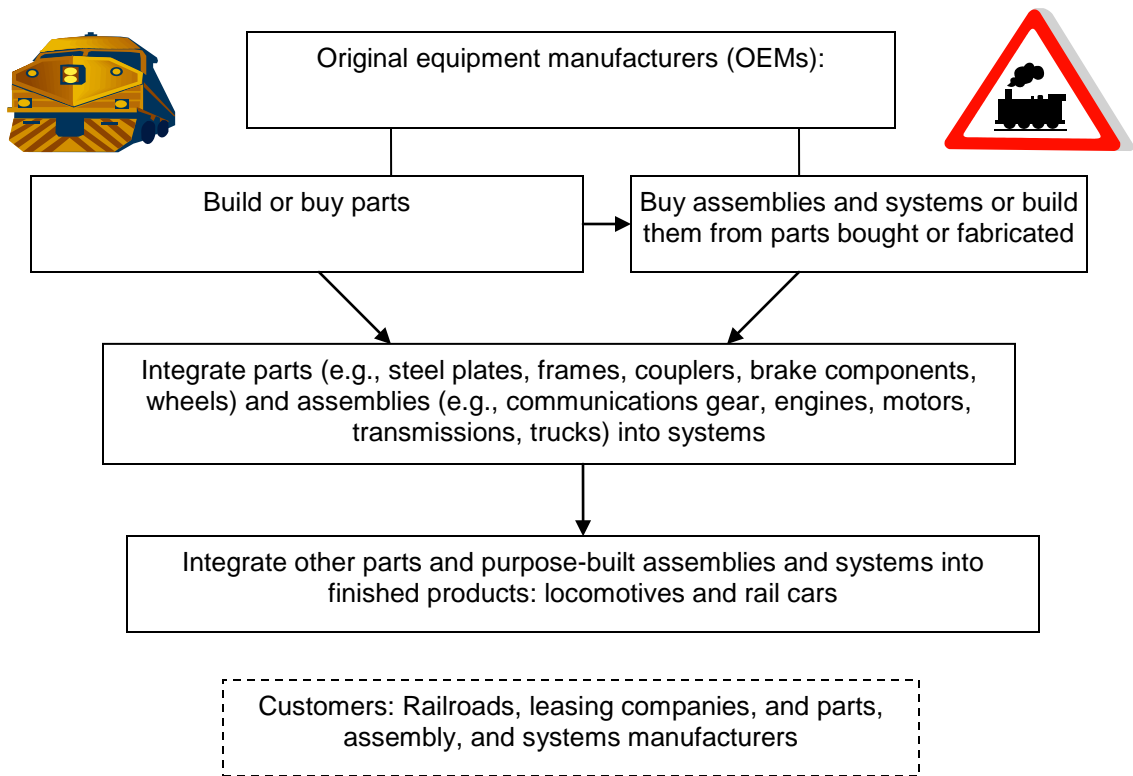 Original equipment manufacturers (OEMs):
Build or buy parts
Buy assemblies and systems or build
them from parts bought or fabricated
Integrate parts (e.g., steel plates, frames, couplers, brake components,
wheels) and assemblies (e.g., communications gear, engines, motors,
transmissions, trucks) into systems
Integrate other parts and purpose-built assemblies and systems into
finished products: locomotives and rail cars
Customers: Railroads, leasing companies, and parts,
assembly, and systems manufacturers